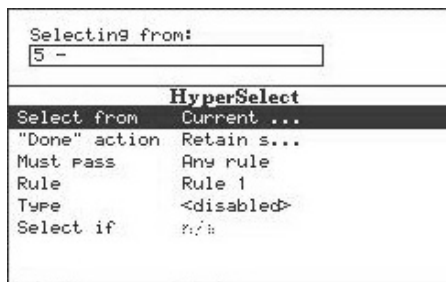 Selecting from:
5 -
HyperSelect
Select from Current ...
"Done" action Retain s...
Must pass Any rule
Rule Rule 1
Type <disabled>
Select if n/a